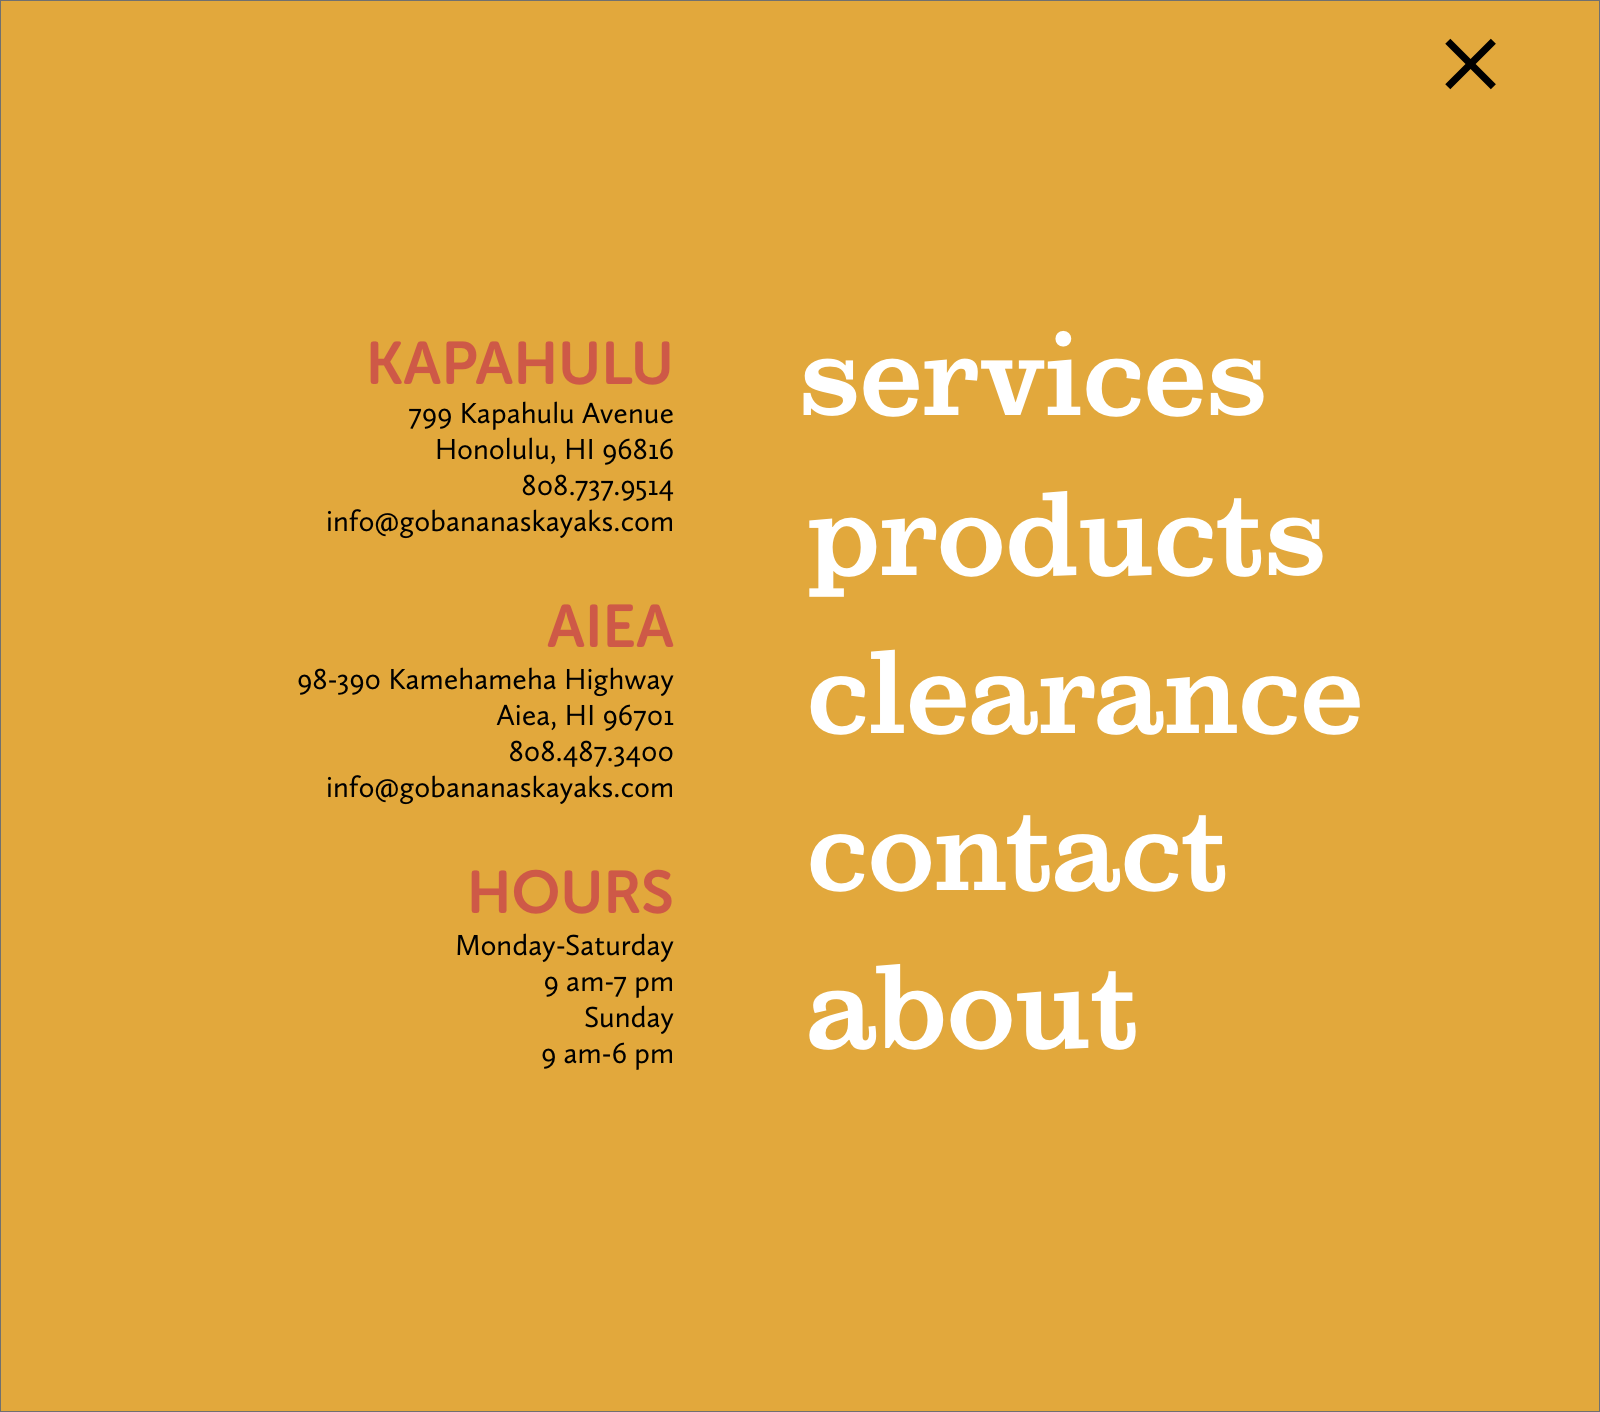 KAPAHULU
799 Kapahulu Avenue
Honolulu, HI 96816
808.737.9514
info@gobananaskayaks.com
AIEA
98-390 Kamehameha Highway
Aiea, HI 96701
808.487.3400
info@gobananaskayaks.com
HOURS
Monday-Saturday
9 am-7 pm
Sunday
9 am-6 pm
services
products
clearance
contact
about